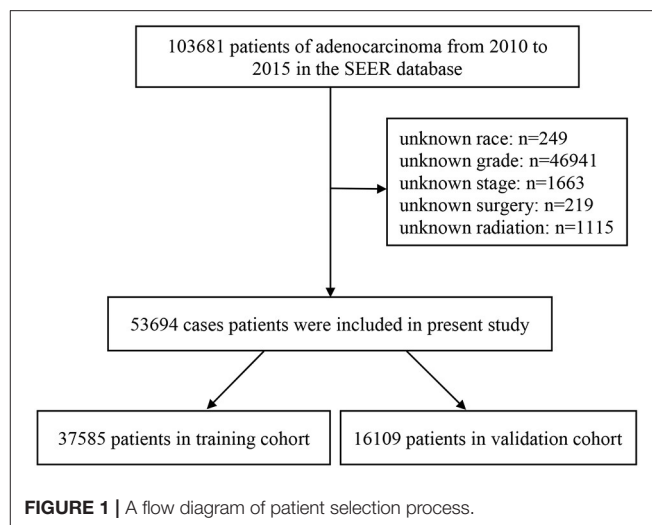 103681 patients of adenocarcinoma from 2010 to
2015 in the SEER database
unknown race: n=249
unknown grade: n=46941
unknown stage: n=1663
unknown surgery: n=219
unknown radiation: n=1115
53694 cases patients were included in present study
37585 patients in training cohort
16109 patients in validation cohort
FIGURE 1 | A flow diagram of patient selection process.